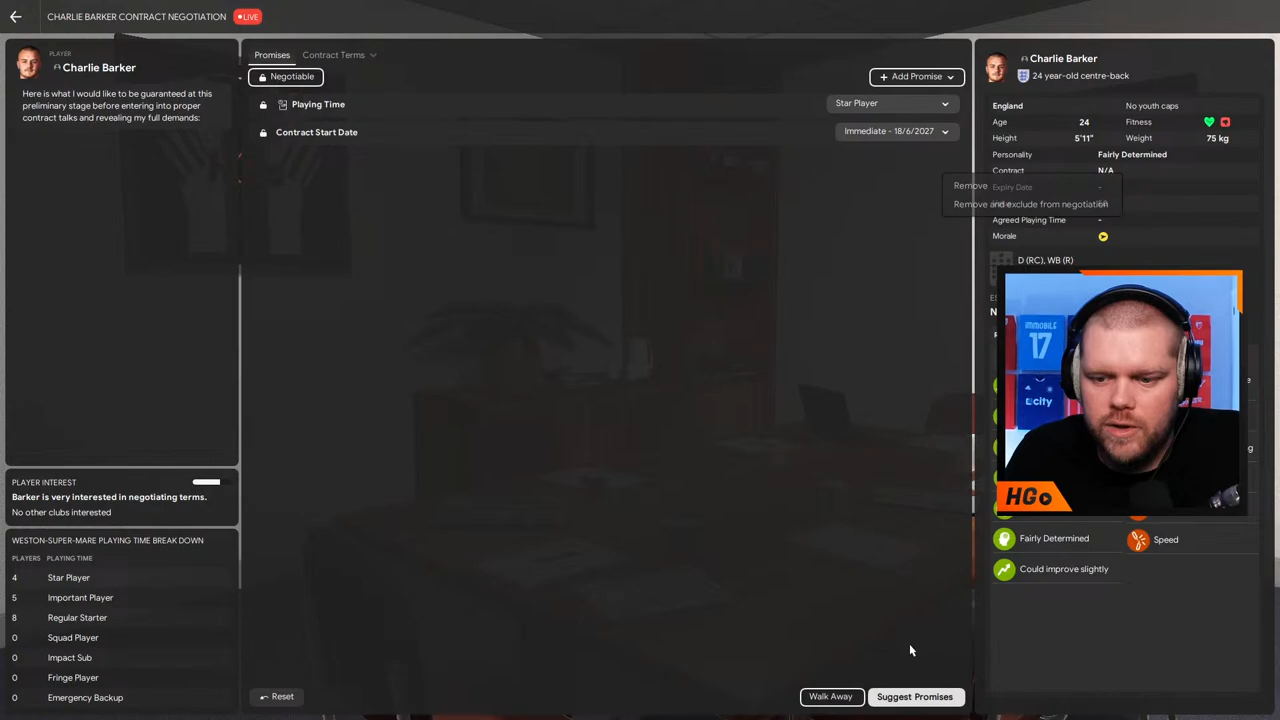 CHARLIE BARKER CONTRACT NEGOTIATION
LIVE
PLAYER
Charlie Barker
Here is what I would like to be guaranteed at this
preliminary stage before entering into proper
contract talks and revealing my full demands:
PLAYER INTEREST
Barker is very interested in negotiating terms.
No other clubs interested
WESTON-SUPER-MARE PLAYING TIME BREAK DOWN
PLAYERS PLAYING TIME
4 Star Player
5 Important Player
8 Regular Starter
0 Squad Player
0 Impact Sub
0 Fringe Player
0 Emergency Backup
Promises Contract Terms
Negotiable
Add Promise
Playing Time Star Player
Contract Start Date Immediate - 18/6/2027
Reset
Walk Away
Suggest Promises
Charlie Barker
24 year-old centre-back
England No youth caps
Age 24 Fitness
Height 5'11" Weight 75 kg
Personality Fairly Determined
Contract N/A
Remove
Expiry Date -
Remove and exclude from negotiation
Agreed Playing Time -
Morale
D (RC), WB (R)
IMMOBILE
17
city
HGo
Fairly Determined Speed
Could improve slightly